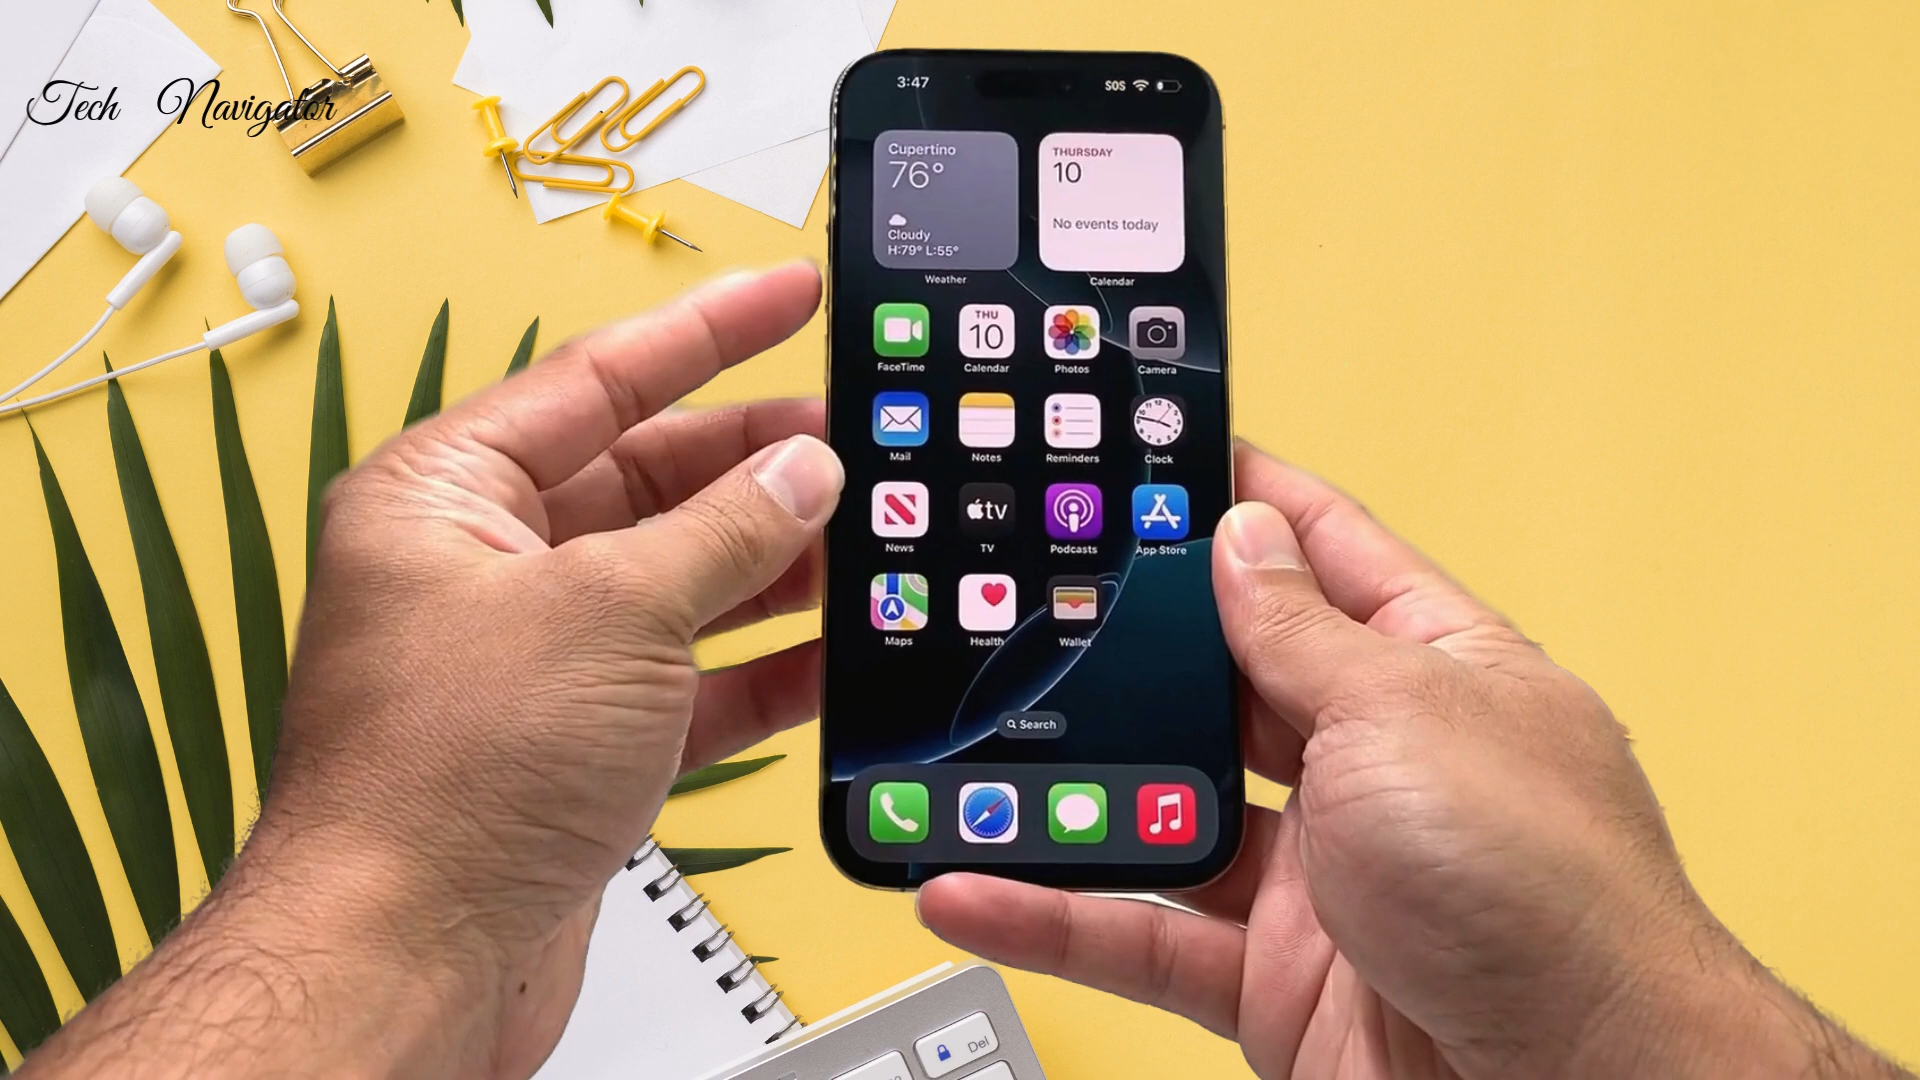 Tech Navigator
3:47
SOS
Cupertino
76°
Cloudy
H:79° L:55°
Weather
THURSDAY
10
No events today
Calendar
FaceTime
THU
10
Calendar
Photos
Camera
Mail
Notes
Reminders
Clock
News
tv
TV
Podcasts
App Store
Maps
Health
Wallet
Search
Del